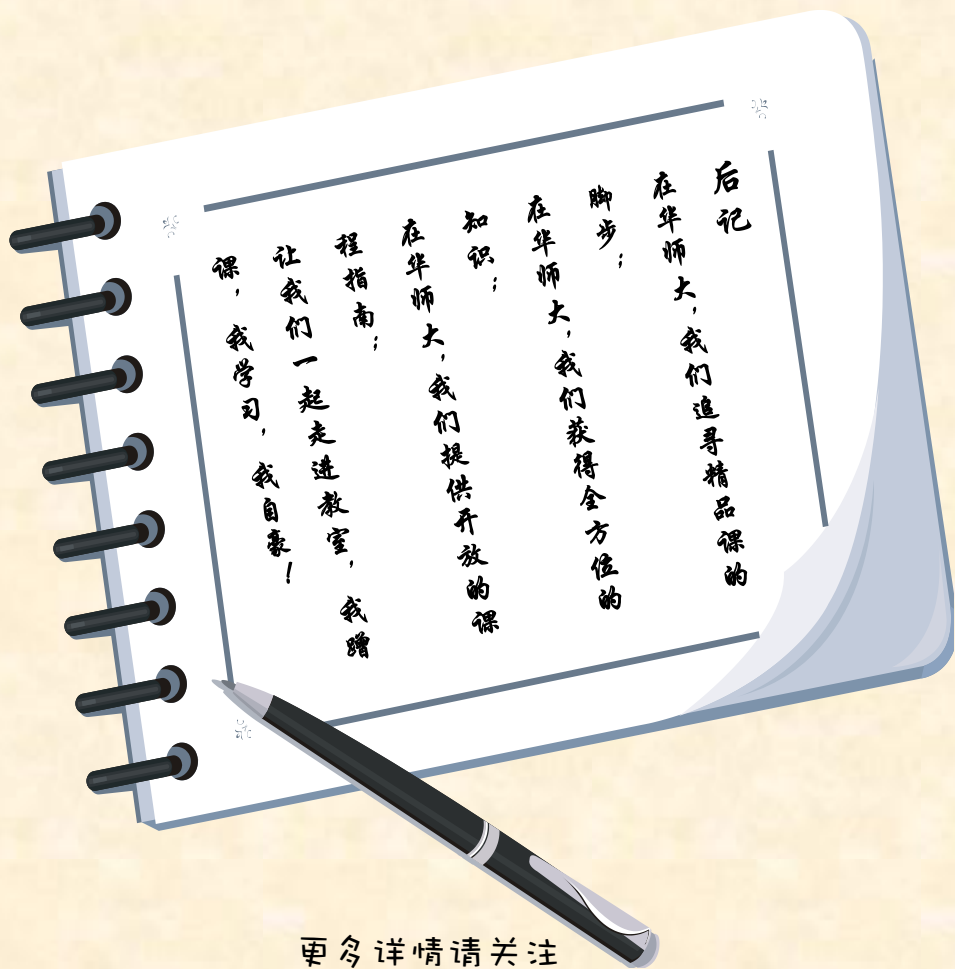 后记
在华师大，我们追寻精品课的
脚步；
在华师大，我们获得全方位的
知识；
在华师大，我们提供开放的课
程指南；
让我们一起走进教室，我蹭
课，我学习，我自豪！
更多详情请关注